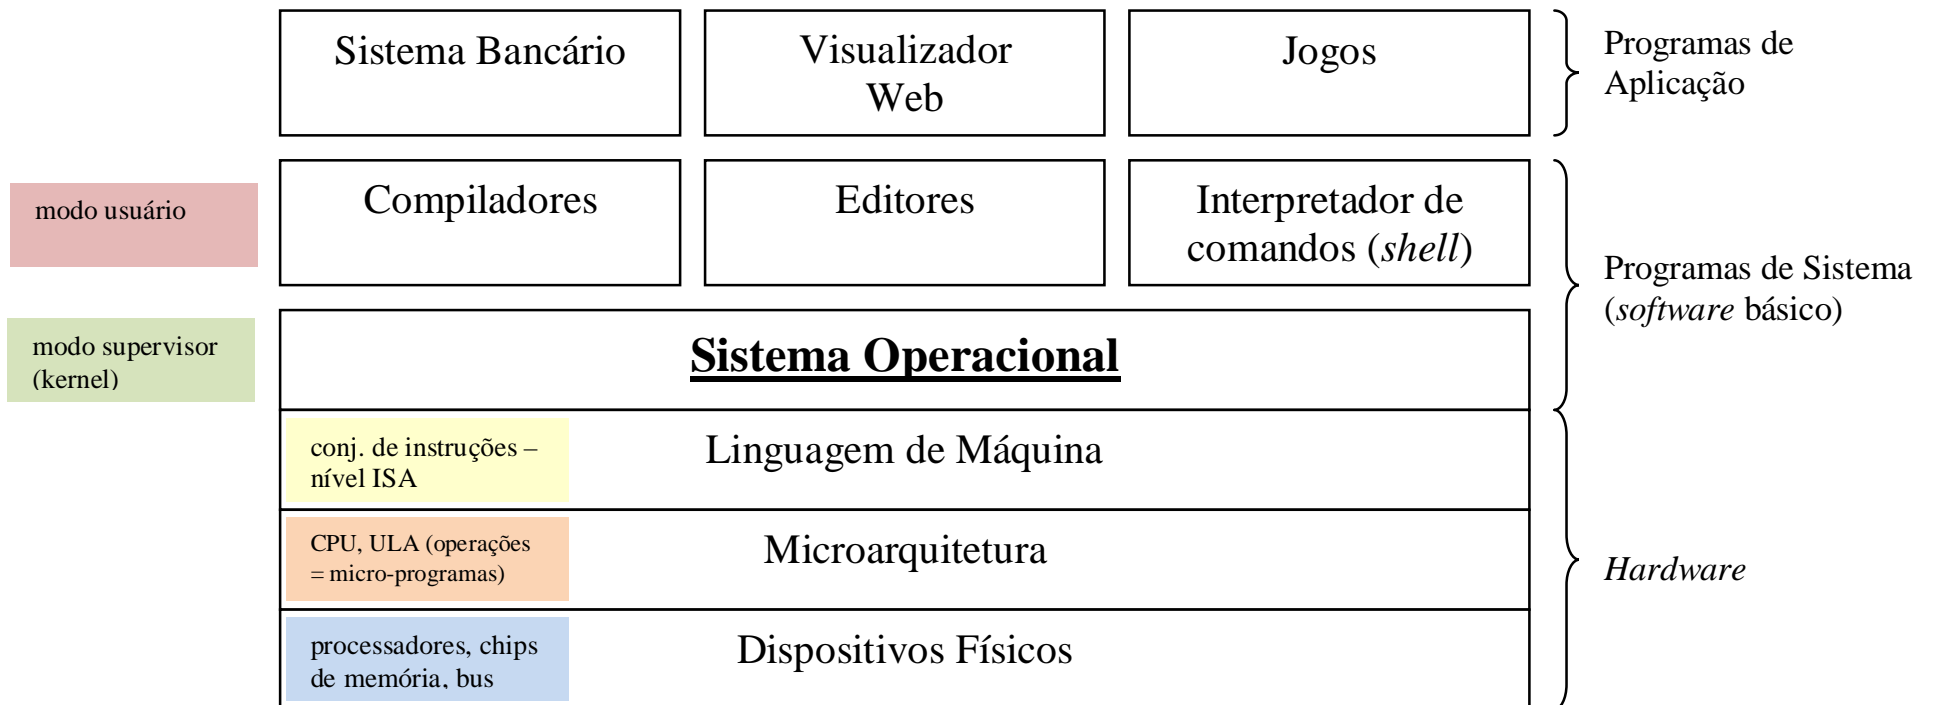 Sistema Bancário
Visualizador
Web
Jogos
Programas de
Aplicação
modo usuário
Compiladores
Editores
Interpretador de
comandos (shell)
Programas de Sistema
(software básico)
modo supervisor
(kernel)
Sistema Operacional
conj. de instruções –
nível ISA
Linguagem de Máquina
CPU, ULA (operações
= micro-programas)
Microarquitetura
Hardware
processadores, chips
de memória, bus
Dispositivos Físicos